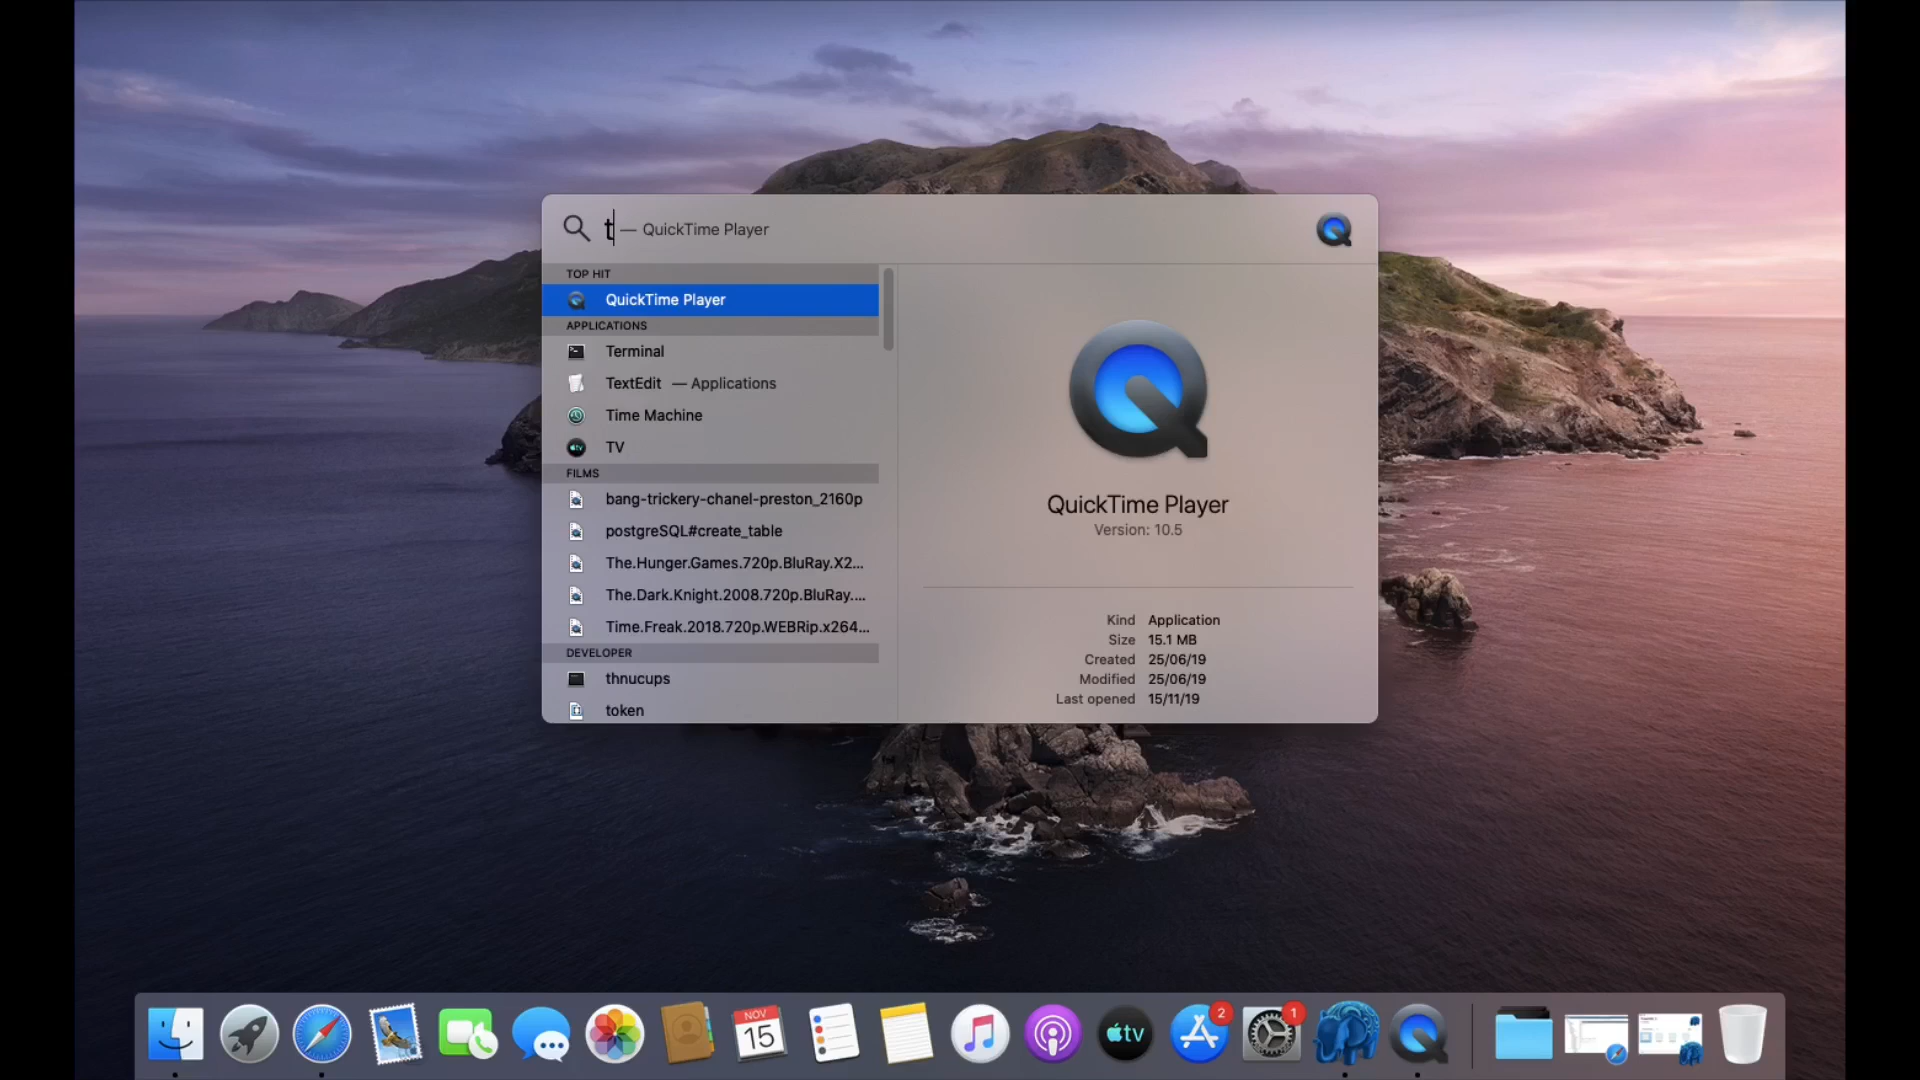 t — QuickTime Player
TOP HIT
QuickTime Player
APPLICATIONS
Terminal
TextEdit — Applications
Time Machine
TV
FILMS
bang-trickery-chanel-preston_2160p
postgreSQL#create_table
The.Hunger.Games.720p.BluRay.X2...
The.Dark.Knight.2008.720p.BluRay....
Time.Freak.2018.720p.WEBRip.x264...
DEVELOPER
thnucups
token
QuickTime Player
Version: 10.5
Kind Application
Size 15.1 MB
Created 25/06/19
Modified 25/06/19
Last opened 15/11/19
NOV
15
tv
2
1